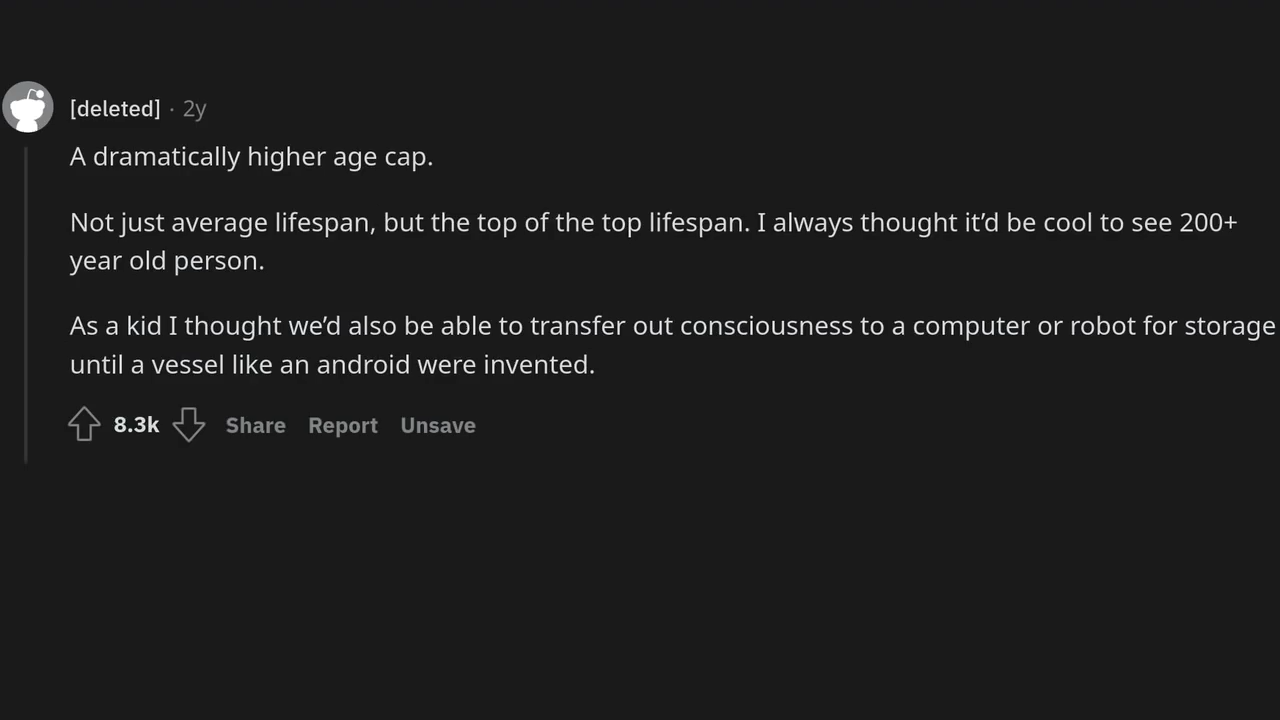 [deleted] · 2y
A dramatically higher age cap.
Not just average lifespan, but the top of the top lifespan. I always thought it’d be cool to see 200+
year old person.
As a kid I thought we’d also be able to transfer out consciousness to a computer or robot for storage
until a vessel like an android were invented.
8.3k Share Report Unsave